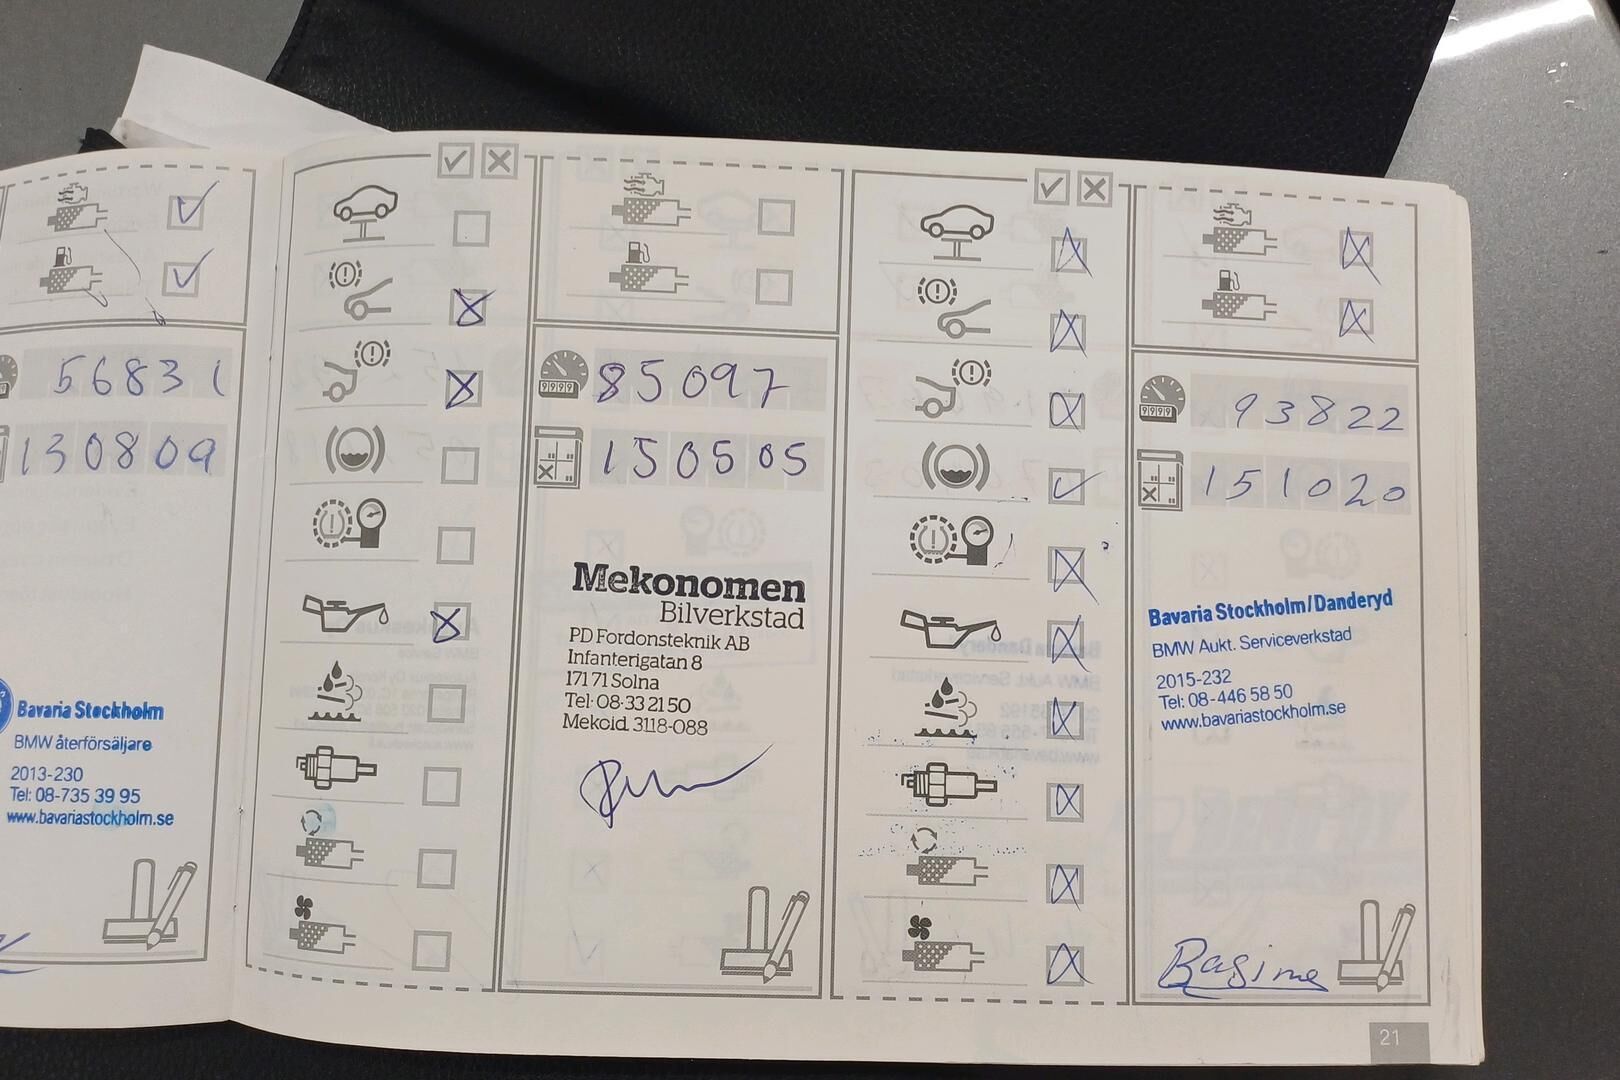 56831
130809
Bavaria Stockholm
BMW återförsäljare
2013-230
Tel: 08-735 39 95
www.bavariastockholm.se
9999
85097
150505
Mekonomen
Bilverkstad
PD Fordonsteknik AB
Infanterigatan 8
171 71 Solna
Tel: 08-33 21 50
Mekoid 3118-088
9999
93822
151020
Bavaria Stockholm/Danderyd
BMW Aukt. Serviceverkstad
2015-232
Tel: 08-446 58 50
www.bavariastockholm.se
21